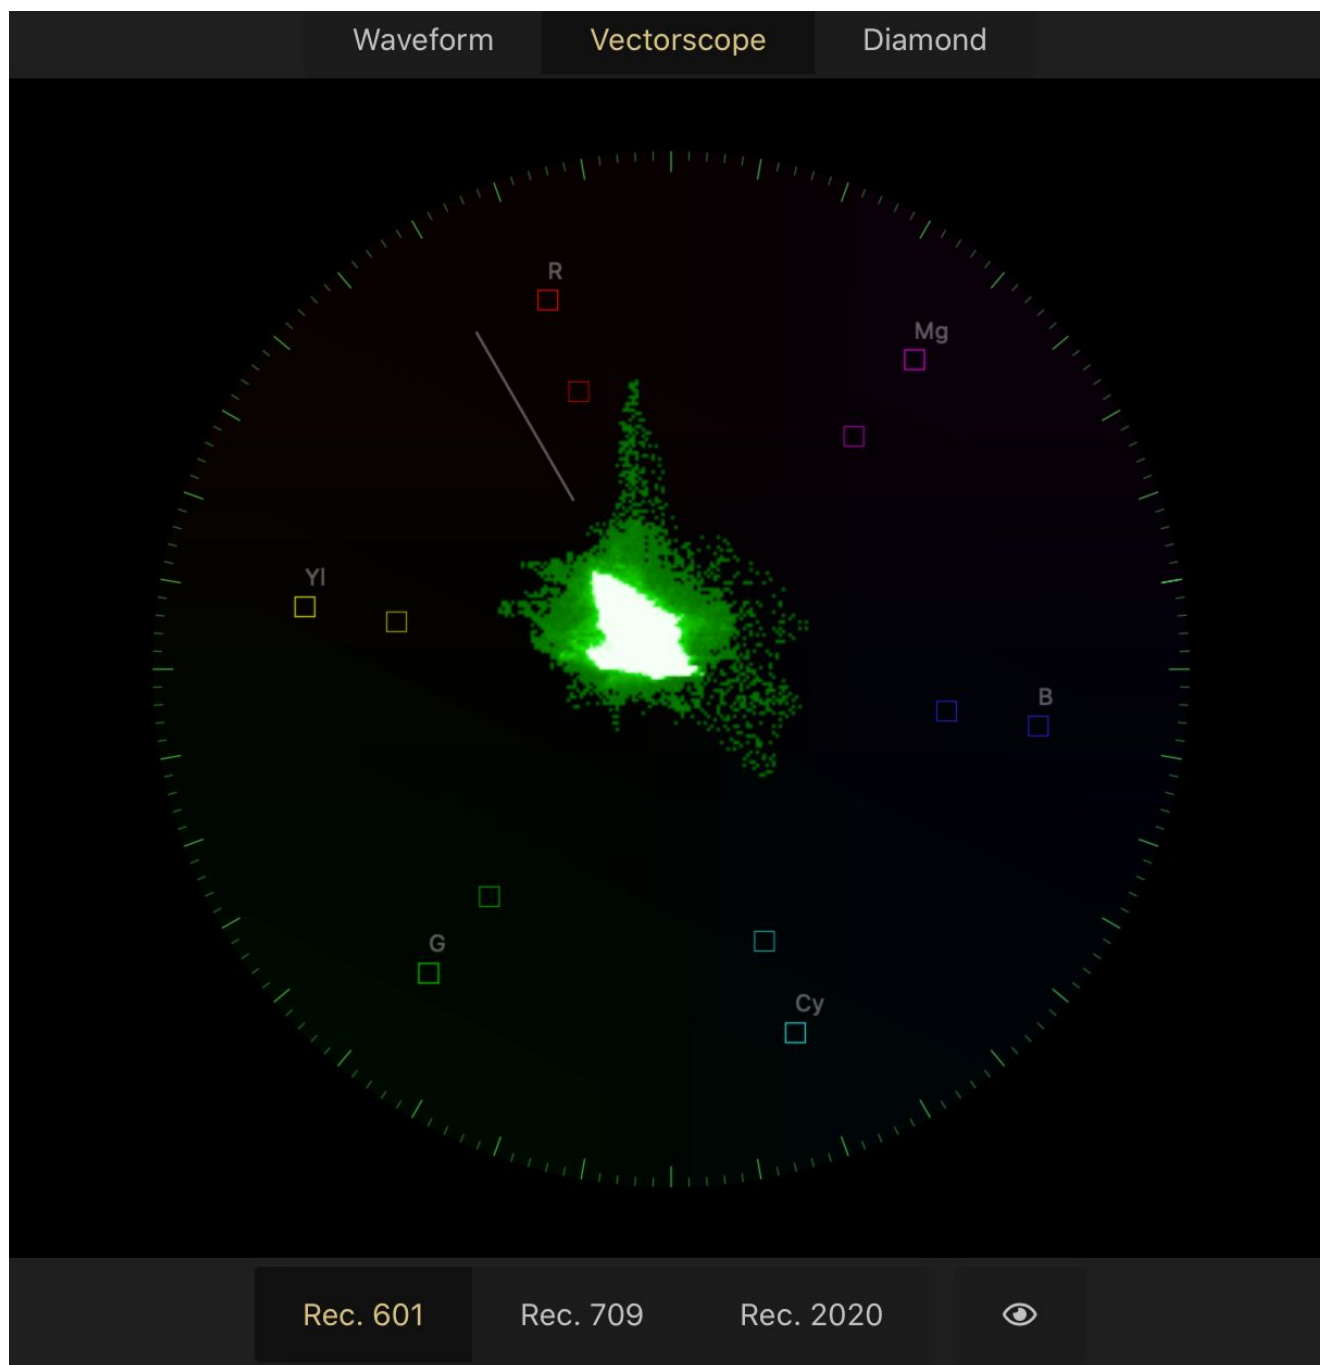 Waveform Vectorscope Diamond
R
Mg
Yl
B
G
Cy
Rec. 601 Rec. 709 Rec. 2020